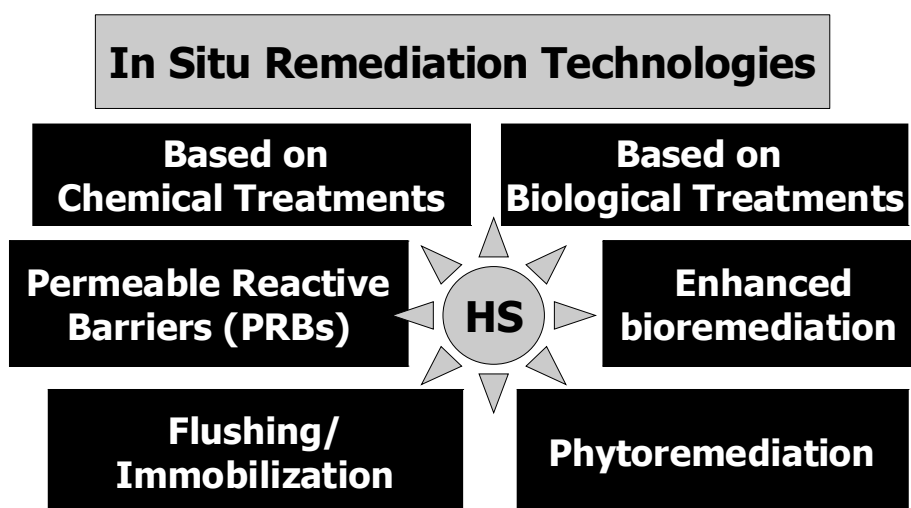 In Situ Remediation Technologies
Based on
Chemical Treatments
Based on
Biological Treatments
Permeable Reactive
Barriers (PRBs)
HS
Enhanced
bioremediation
Flushing/
Immobilization
Phytoremediation